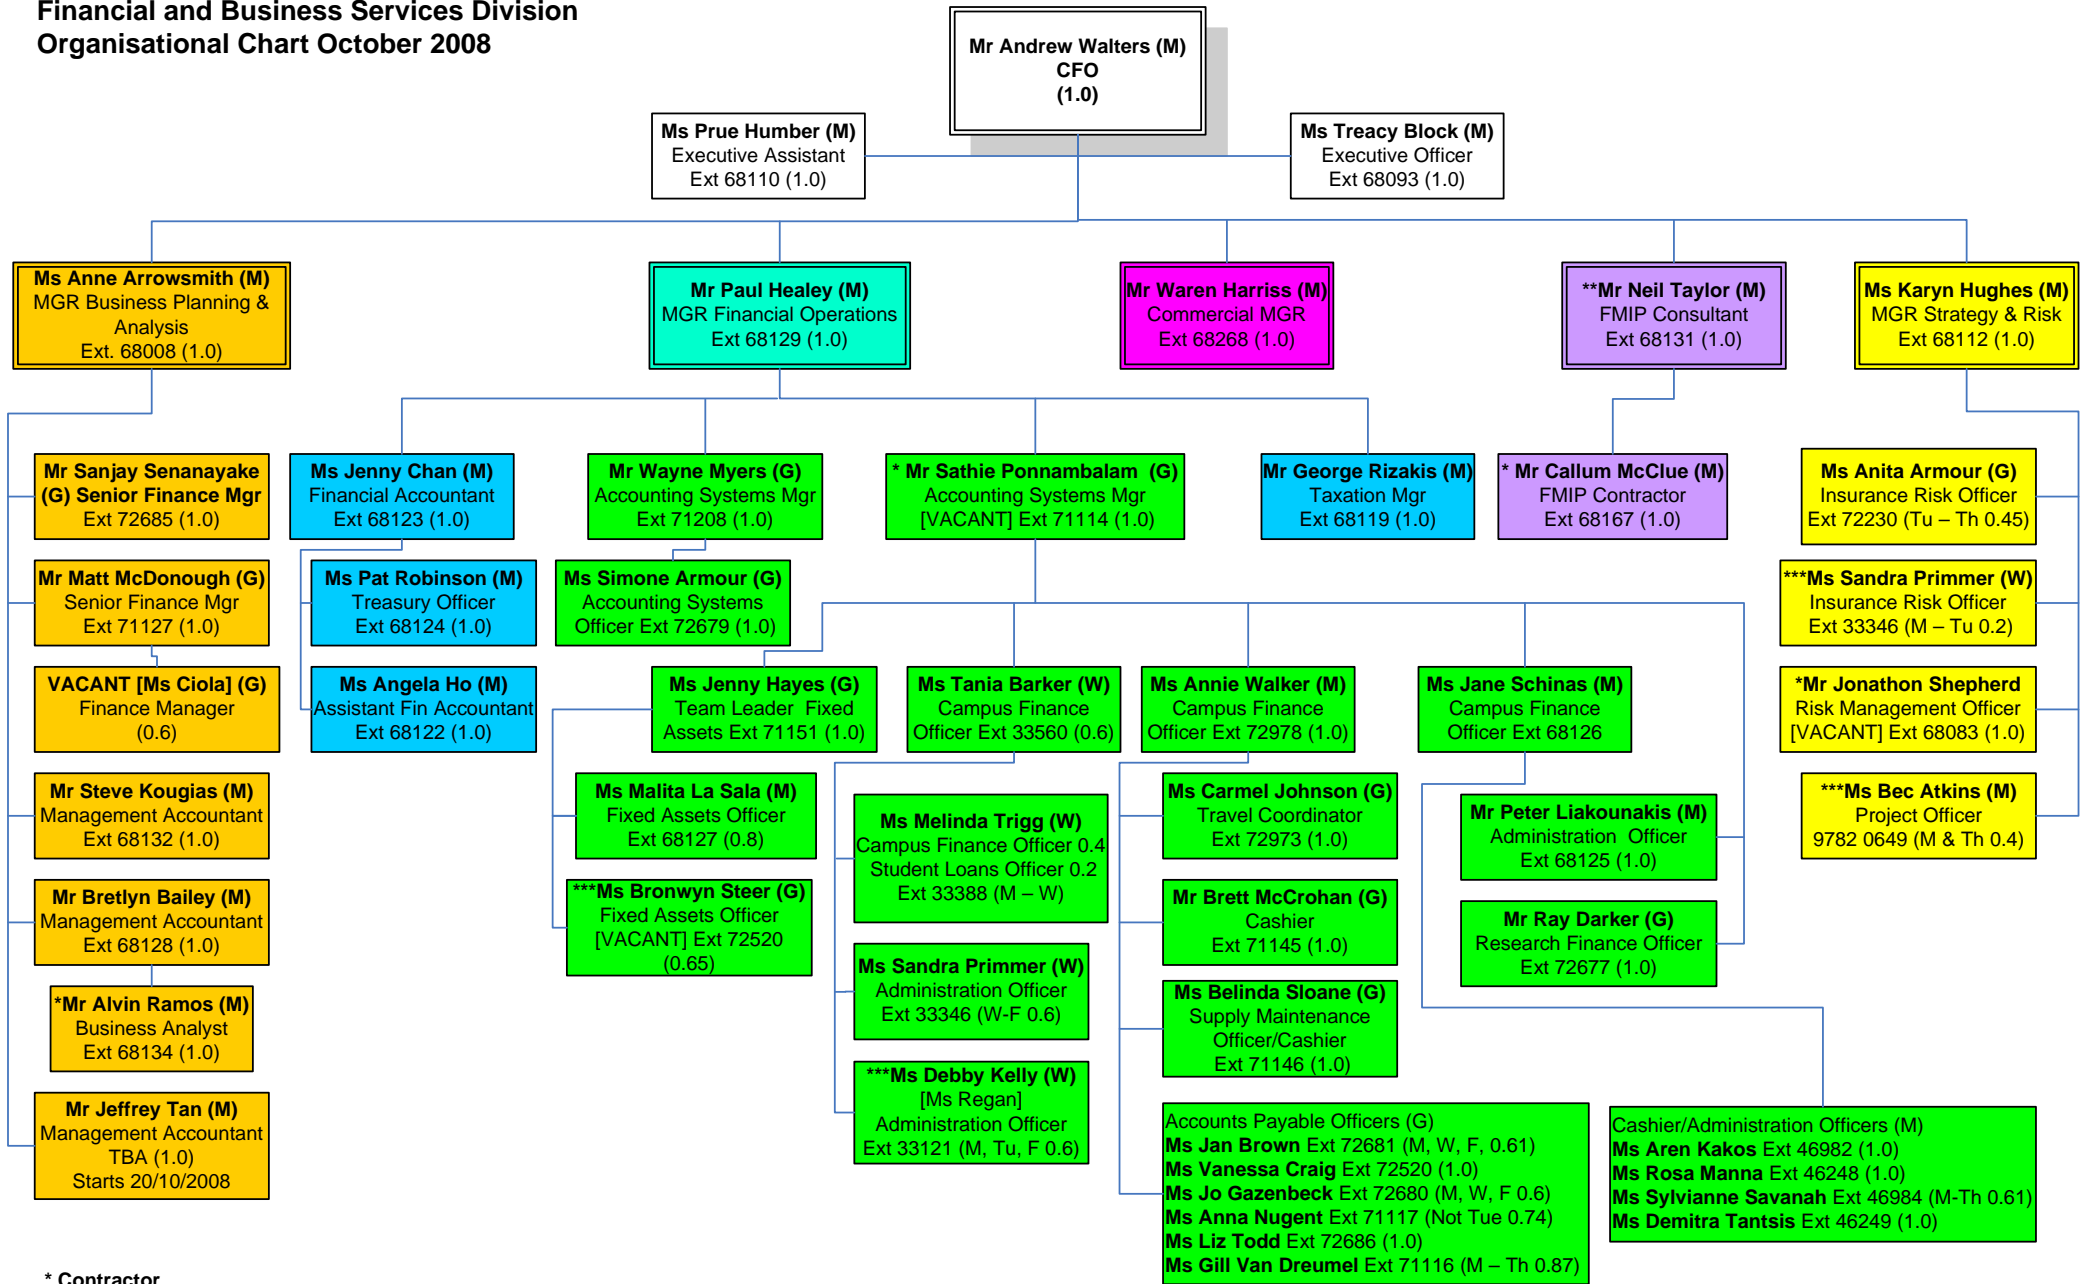 Financial and Business Services Division
Organisational Chart October 2008
Mr Andrew Walters (M)
CFO
(1.0)
Ms Prue Humber (M)
Executive Assistant
Ext 68110 (1.0)
Ms Treacy Block (M)
Executive Officer
Ext 68093 (1.0)
Ms Anne Arrowsmith (M)
MGR Business Planning &
Analysis
Ext. 68008 (1.0)
Mr Paul Healey (M)
MGR Financial Operations
Ext 68129 (1.0)
Mr Waren Harriss (M)
Commercial MGR
Ext 68268 (1.0)
**Mr Neil Taylor (M)
FMIP Consultant
Ext 68131 (1.0)
Ms Karyn Hughes (M)
MGR Strategy & Risk
Ext 68112 (1.0)
Mr Sanjay Senanayake
(G) Senior Finance Mgr
Ext 72685 (1.0)
Ms Jenny Chan (M)
Financial Accountant
Ext 68123 (1.0)
Mr Wayne Myers (G)
Accounting Systems Mgr
Ext 71208 (1.0)
* Mr Sathie Ponnambalam (G)
Accounting Systems Mgr
[VACANT] Ext 71114 (1.0)
Mr George Rizakis (M)
Taxation Mgr
Ext 68119 (1.0)
* Mr Callum McClue (M)
FMIP Contractor
Ext 68167 (1.0)
Ms Anita Armour (G)
Insurance Risk Officer
Ext 72230 (Tu – Th 0.45)
Mr Matt McDonough (G)
Senior Finance Mgr
Ext 71127 (1.0)
Ms Pat Robinson (M)
Treasury Officer
Ext 68124 (1.0)
Ms Simone Armour (G)
Accounting Systems
Officer Ext 72679 (1.0)
***Ms Sandra Primmer (W)
Insurance Risk Officer
Ext 33346 (M – Tu 0.2)
VACANT [Ms Ciola] (G)
Finance Manager
(0.6)
Ms Angela Ho (M)
Assistant Fin Accountant
Ext 68122 (1.0)
Ms Jenny Hayes (G)
Team Leader Fixed
Assets Ext 71151 (1.0)
Ms Tania Barker (W)
Campus Finance
Officer Ext 33560 (0.6)
Ms Annie Walker (M)
Campus Finance
Officer Ext 72978 (1.0)
Ms Jane Schinas (M)
Campus Finance
Officer Ext 68126
*Mr Jonathon Shepherd
Risk Management Officer
[VACANT] Ext 68083 (1.0)
Mr Steve Kougias (M)
Management Accountant
Ext 68132 (1.0)
Ms Malita La Sala (M)
Fixed Assets Officer
Ext 68127 (0.8)
Ms Melinda Trigg (W)
Campus Finance Officer 0.4
Student Loans Officer 0.2
Ext 33388 (M – W)
Ms Carmel Johnson (G)
Travel Coordinator
Ext 72973 (1.0)
Mr Peter Liakounakis (M)
Administration Officer
Ext 68125 (1.0)
***Ms Bec Atkins (M)
Project Officer
9782 0649 (M & Th 0.4)
Mr Bretlyn Bailey (M)
Management Accountant
Ext 68128 (1.0)
***Ms Bronwyn Steer (G)
Fixed Assets Officer
[VACANT] Ext 72520
(0.65)
Mr Brett McCrohan (G)
Cashier
Ext 71145 (1.0)
Mr Ray Darker (G)
Research Finance Officer
Ext 72677 (1.0)
Ms Sandra Primmer (W)
Administration Officer
Ext 33346 (W-F 0.6)
*Mr Alvin Ramos (M)
Business Analyst
Ext 68134 (1.0)
Ms Belinda Sloane (G)
Supply Maintenance
Officer/Cashier
Ext 71146 (1.0)
***Ms Debby Kelly (W)
[Ms Regan]
Administration Officer
Ext 33121 (M, Tu, F 0.6)
Mr Jeffrey Tan (M)
Management Accountant
TBA (1.0)
Starts 20/10/2008
Accounts Payable Officers (G)
Ms Jan Brown Ext 72681 (M, W, F, 0.61)
Ms Vanessa Craig Ext 72520 (1.0)
Ms Jo Gazenbeck Ext 72680 (M, W, F 0.6)
Ms Anna Nugent Ext 71117 (Not Tue 0.74)
Ms Liz Todd Ext 72686 (1.0)
Ms Gill Van Dreumel Ext 71116 (M – Th 0.87)
Cashier/Administration Officers (M)
Ms Aren Kakos Ext 46982 (1.0)
Ms Rosa Manna Ext 46248 (1.0)
Ms Sylvianne Savanah Ext 46984 (M-Th 0.61)
Ms Demitra Tantsis Ext 46249 (1.0)
* Contractor